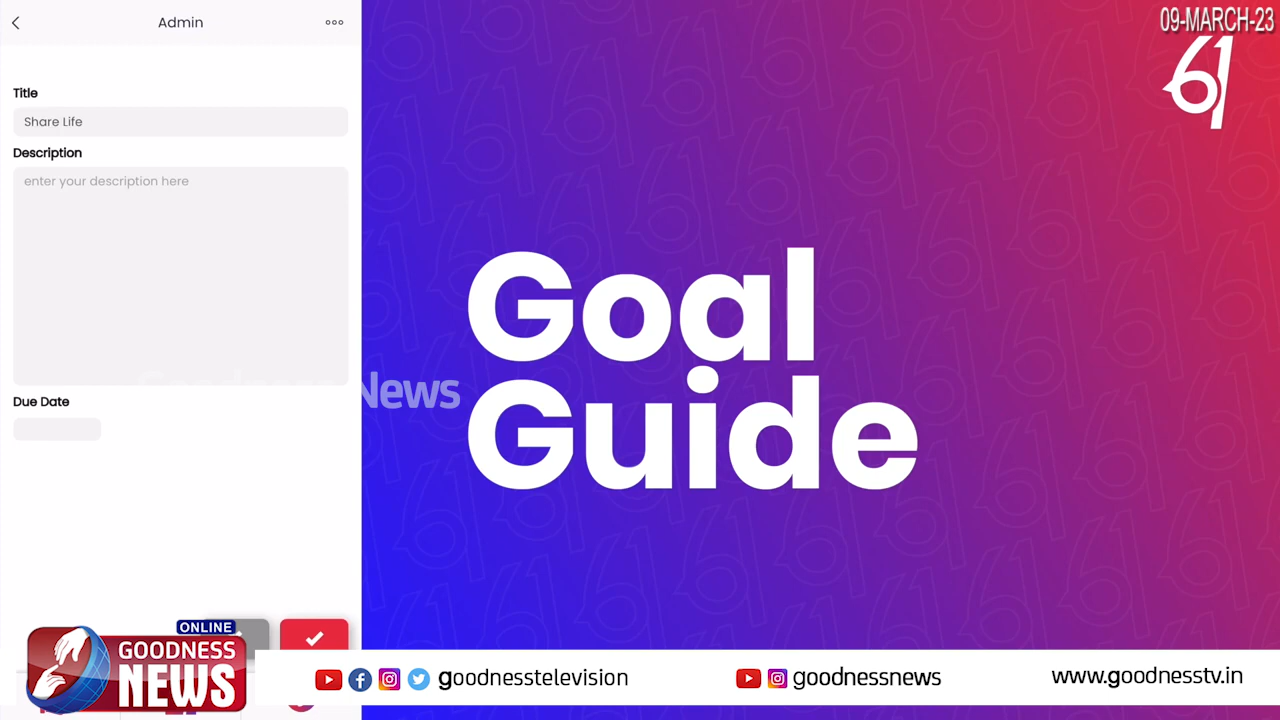 Admin
Title
Share Life
Description
enter your description here
Due Date
Goal
Guide
09-MARCH-23
61
Goodness News
ONLINE
GOODNESS
NEWS
goodnesstelevision
goodnessnews
www.goodnesstv.in